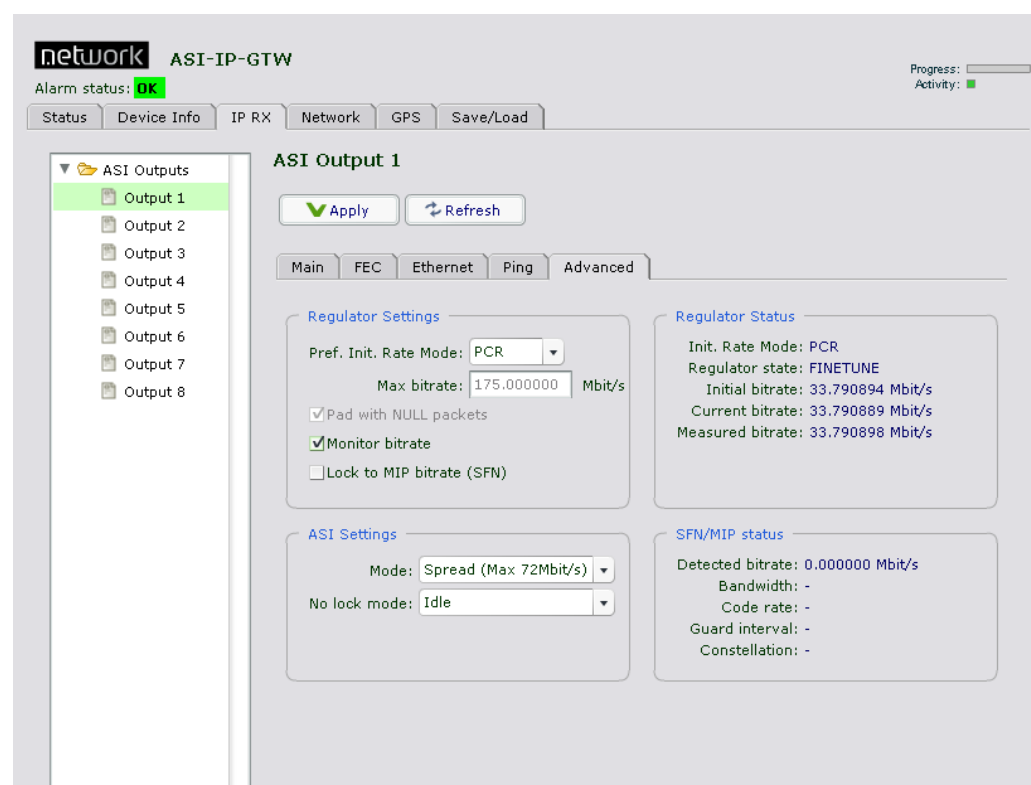 network ASI-IP-GTW
Progress:
Alarm status: OK
Activity:
Status Device Info IP RX Network GPS Save/Load
ASI Outputs
Output 1
Output 2
Output 3
Output 4
Output 5
Output 6
Output 7
Output 8
ASI Output 1
Apply Refresh
Main FEC Ethernet Ping Advanced
Regulator Settings
Pref. Init. Rate Mode: PCR
Max bitrate: 175.000000 Mbit/s
Pad with NULL packets
Monitor bitrate
Lock to MIP bitrate (SFN)
Regulator Status
Init. Rate Mode: PCR
Regulator state: FINETUNE
Initial bitrate: 33.790894 Mbit/s
Current bitrate: 33.790889 Mbit/s
Measured bitrate: 33.790898 Mbit/s
ASI Settings
Mode: Spread (Max 72Mbit/s)
No lock mode: Idle
SFN/MIP status
Detected bitrate: 0.000000 Mbit/s
Bandwidth: -
Code rate: -
Guard interval: -
Constellation: -